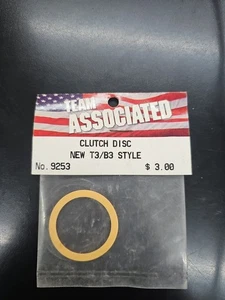 TEAM
ASSOCIATED
CLUTCH DISC
NEW T3/B3 STYLE
No. 9253 $ 3.00